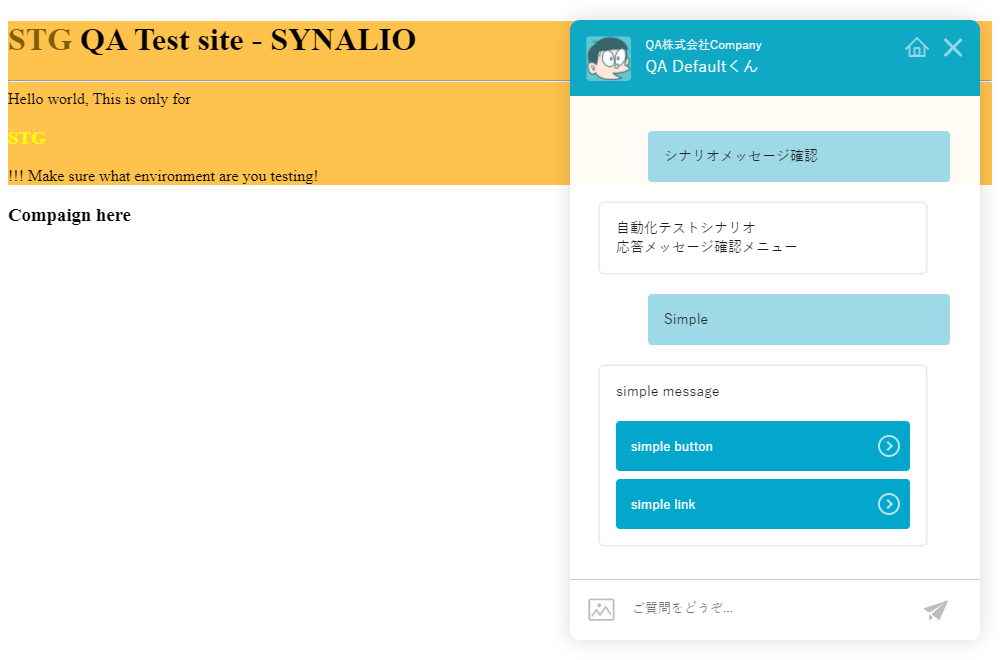 STG QA Test site - SYNALIO
Hello world, This is only for
STG
!!! Make sure what environment are you testing!
Compaign here
QA株式会社Company
QA Defaultくん
シナリオメッセージ確認
自動化テストシナリオ
応答メッセージ確認メニュー
Simple
simple message
simple button
simple link
ご質問をどうぞ...